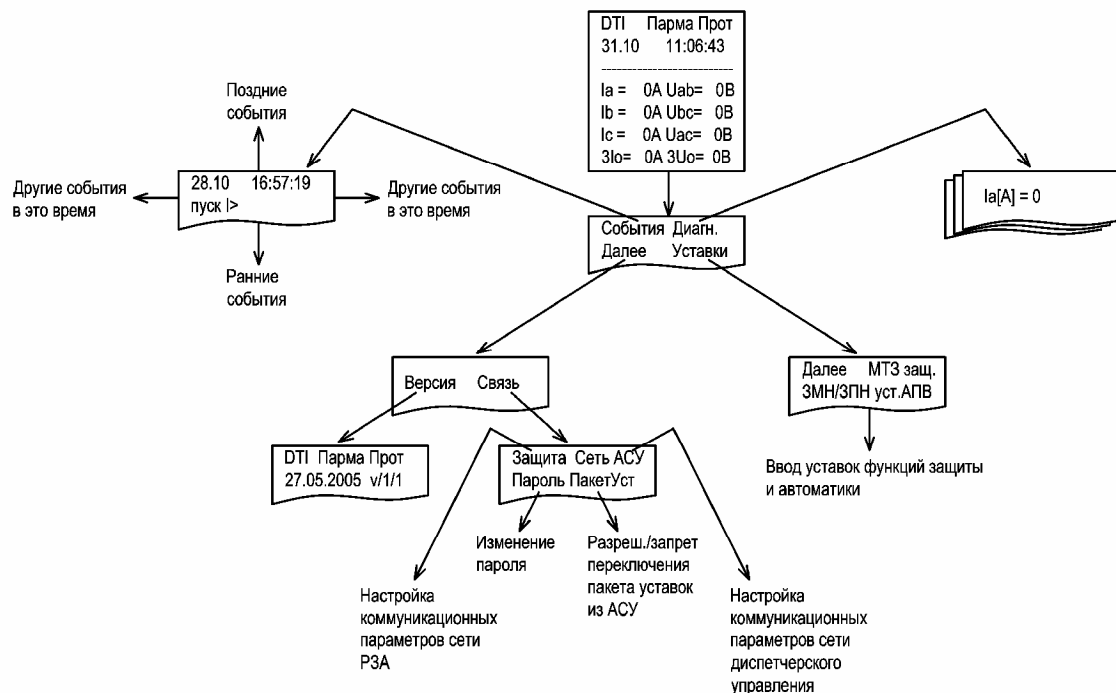 DTI Парма Прот
31.10 11:06:43
Ia = 0A Uab= 0B
Ib = 0A Ubc= 0B
Ic = 0A Uac= 0B
3Io= 0A 3Uo= 0B
Поздние
события
28.10 16:57:19
пуск I>
Другие события
в это время
Другие события
в это время
Ранние
события
Ia[A] = 0
События Диагн.
Далее Уставки
Версия Связь
Далее МТЗ защ.
ЗМН/ЗПН уст.АПВ
DTI Парма Прот
27.05.2005 v/1/1
Защита Сеть АСУ
Пароль ПакетУст
Ввод уставок функций защиты
и автоматики
Изменение
пароля
Разреш./запрет
переключения
пакета уставок
из АСУ
Настройка
коммуникационных
параметров сети
РЗА
Настройка
коммуникационных
параметров сети
диспетчерского
управления